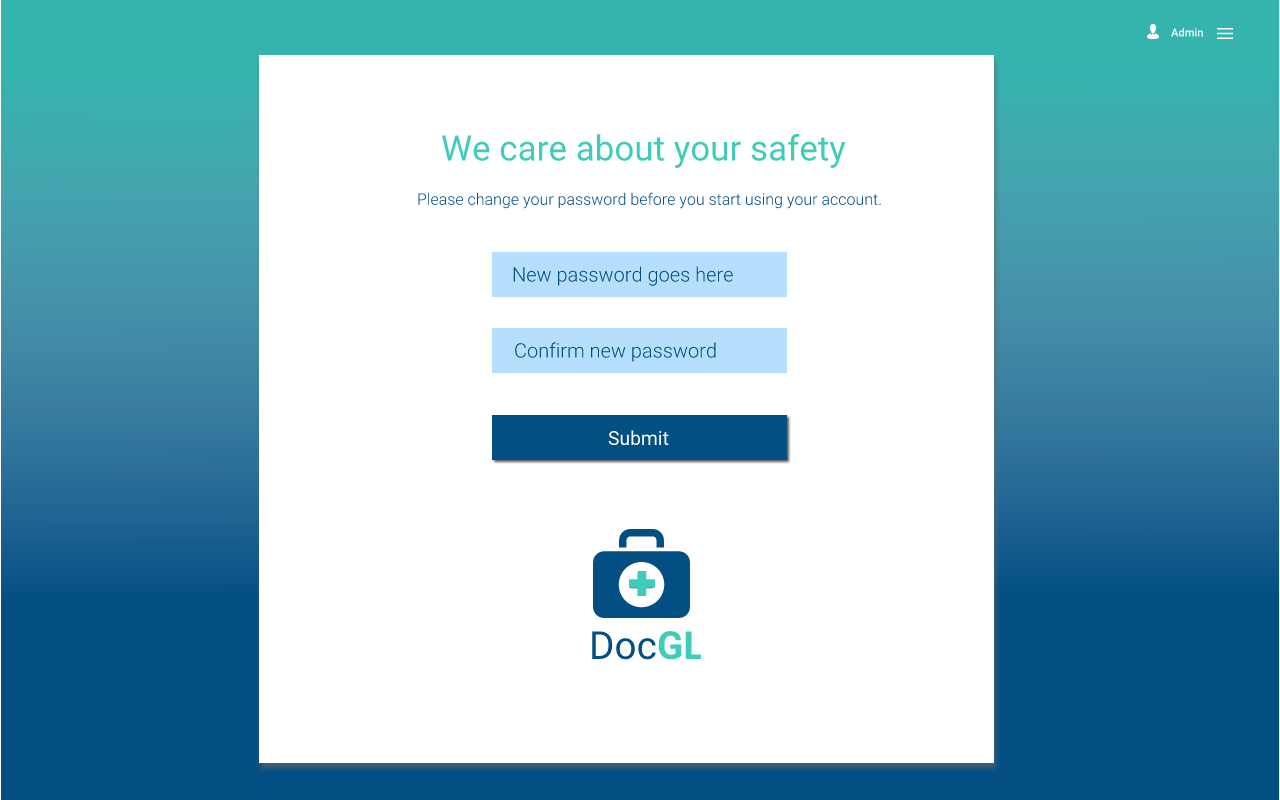 Admin
We care about your safety
Please change your password before you start using your account.
New password goes here
Confirm new password
Submit
DocGL